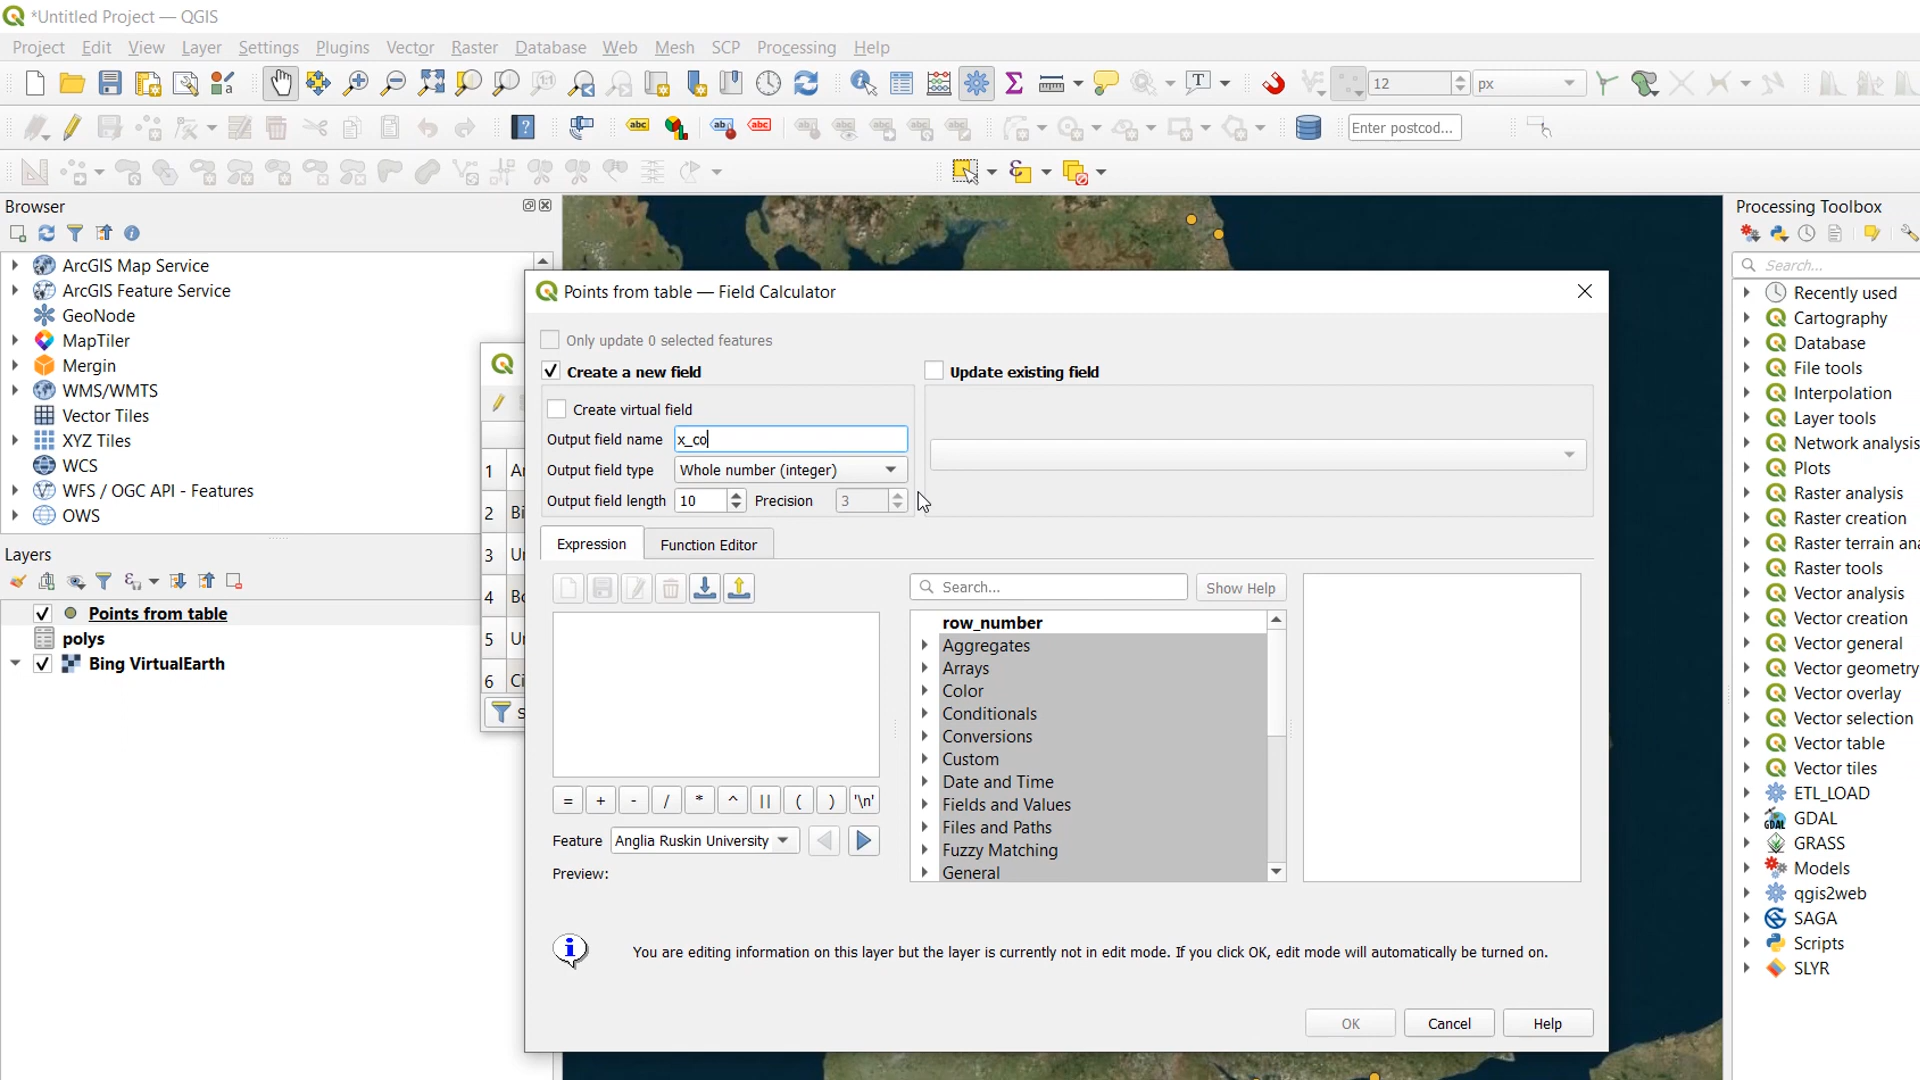 *Untitled Project — QGIS
Project Edit View Layer Settings Plugins Vector Raster Database Web Mesh SCP Processing Help
12 px
abc abc abc Enter postcod...
Browser
ArcGIS Map Service
ArcGIS Feature Service
GeoNode
MapTiler
Mergin
WMS/WMTS
Vector Tiles
XYZ Tiles
WCS
WFS / OGC API - Features
OWS
Layers
Points from table
polys
Bing VirtualEarth
1
2
3
4
5
6
Points from table — Field Calculator
Only update 0 selected features
Create a new field
Update existing field
Create virtual field
Output field name x_co
Output field type Whole number (integer)
Output field length 10 Precision 3
Expression Function Editor
Search... Show Help
row_number
Aggregates
Arrays
Color
Conditionals
Conversions
Custom
Date and Time
Fields and Values
Files and Paths
Fuzzy Matching
General
= + - / * ^ || ( ) '\n'
Feature Anglia Ruskin University
Preview:
You are editing information on this layer but the layer is currently not in edit mode. If you click OK, edit mode will automatically be turned on.
OK Cancel Help
Processing Toolbox
Search...
Recently used
Cartography
Database
File tools
Interpolation
Layer tools
Network analysis
Plots
Raster analysis
Raster creation
Raster terrain ana
Raster tools
Vector analysis
Vector creation
Vector general
Vector geometry
Vector overlay
Vector selection
Vector table
Vector tiles
ETL_LOAD
GDAL
GRASS
Models
qgis2web
SAGA
Scripts
SLYR